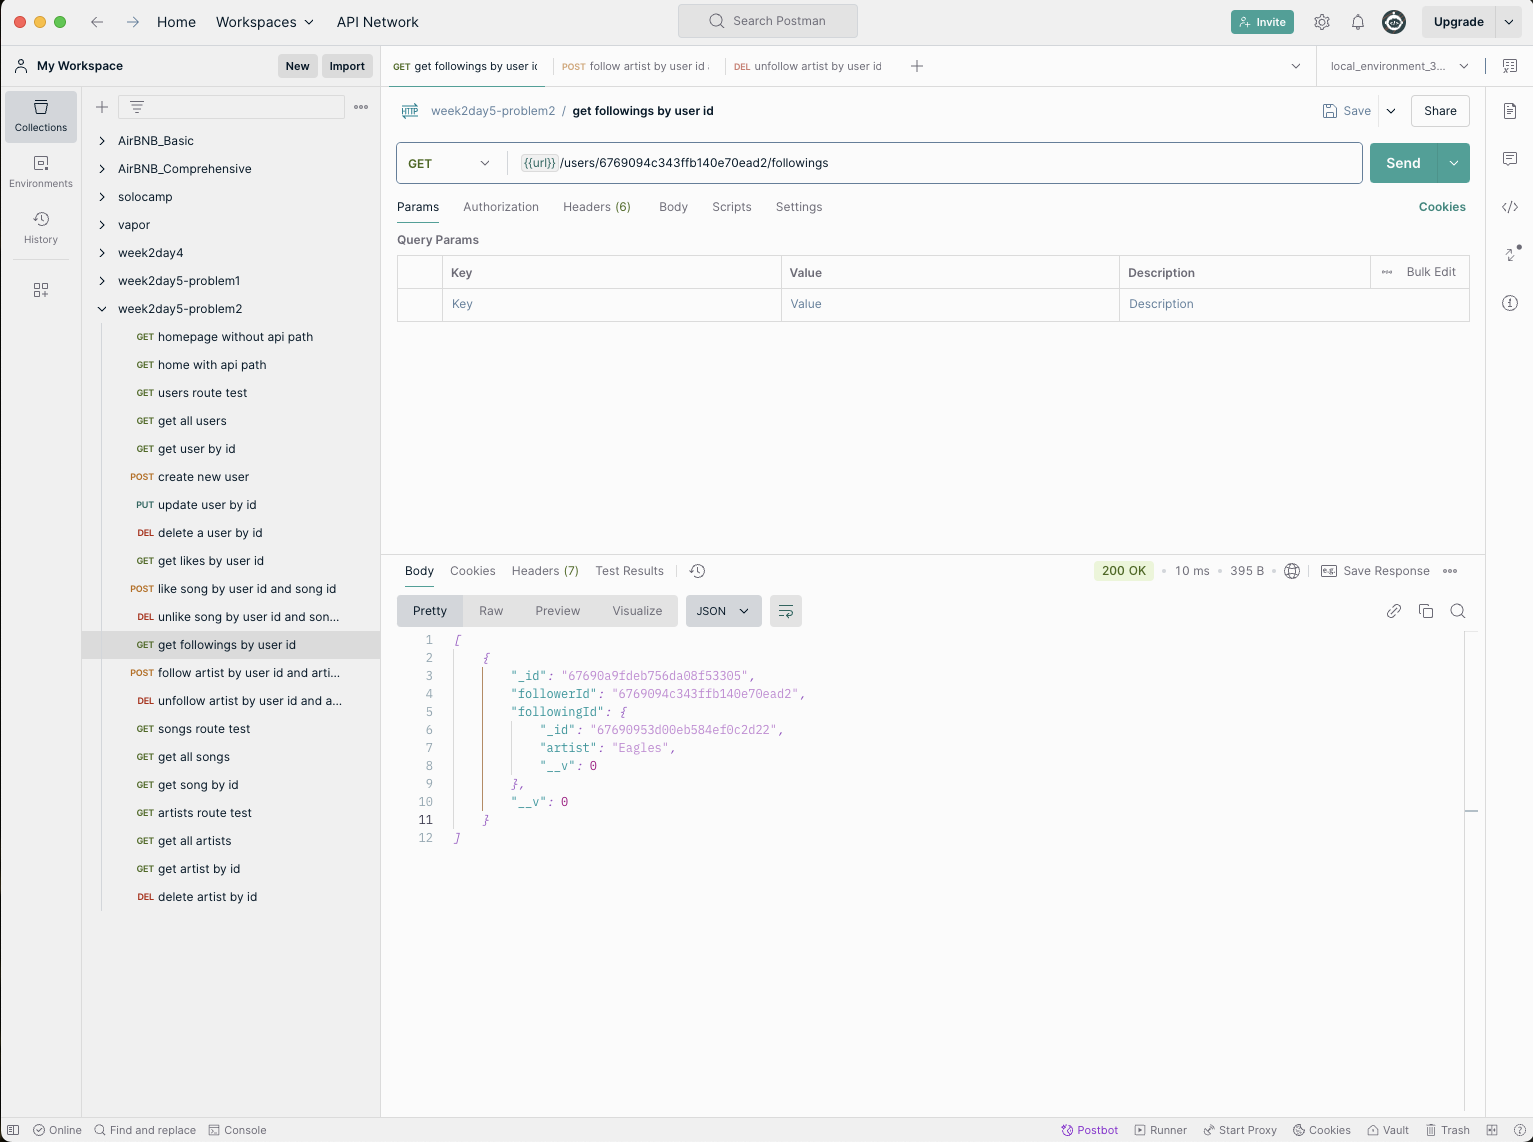 Home Workspaces API Network Search Postman Invite Upgrade
My Workspace New Import
GET get followings by user id POST follow artist by user id DEL unfollow artist by user id local_environment_3...
Collections
Environments
History
AirBNB_Basic
AirBNB_Comprehensive
solocamp
vapor
week2day4
week2day5-problem1
week2day5-problem2
GET homepage without api path
GET home with api path
GET users route test
GET get all users
GET get user by id
POST create new user
PUT update user by id
DEL delete a user by id
GET get likes by user id
POST like song by user id and song id
DEL unlike song by user id and son...
GET get followings by user id
POST follow artist by user id and arti...
DEL unfollow artist by user id and a...
GET songs route test
GET get all songs
GET get song by id
GET artists route test
GET get all artists
GET get artist by id
DEL delete artist by id
HTTP week2day5-problem2 / get followings by user id Save Share
GET {{url}}/users/6769094c343ffb140e70ead2/followings Send
Params Authorization Headers (6) Body Scripts Settings Cookies
Query Params
Key Value Description Bulk Edit
Key Value Description
Body Cookies Headers (7) Test Results 200 OK 10 ms 395 B e.g. Save Response
Pretty Raw Preview Visualize JSON
1 [
2 {
3 "_id": "67690a9fdeb756da08f53305",
4 "followerId": "6769094c343ffb140e70ead2",
5 "followingId": {
6 "_id": "67690953d00eb584ef0c2d22",
7 "artist": "Eagles",
8 "__v": 0
9 },
10 "__v": 0
11 }
12 ]
Online Find and replace Console Postbot Runner Start Proxy Cookies Vault Trash